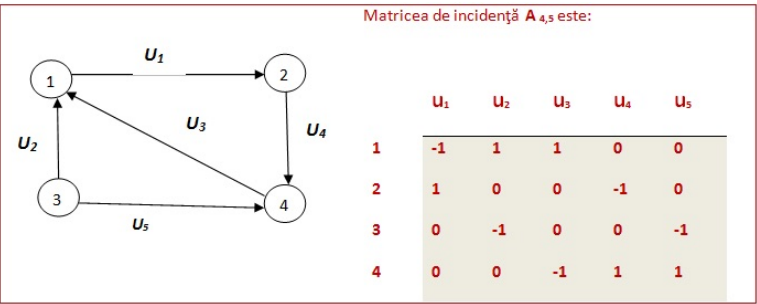 Matricea de incidenţă A 4,5 este:
U1
1
2
U2
U3
U4
3
4
U5
u1 u2 u3 u4 u5
1 -1 1 1 0 0
2 1 0 0 -1 0
3 0 -1 0 0 -1
4 0 0 -1 1 1